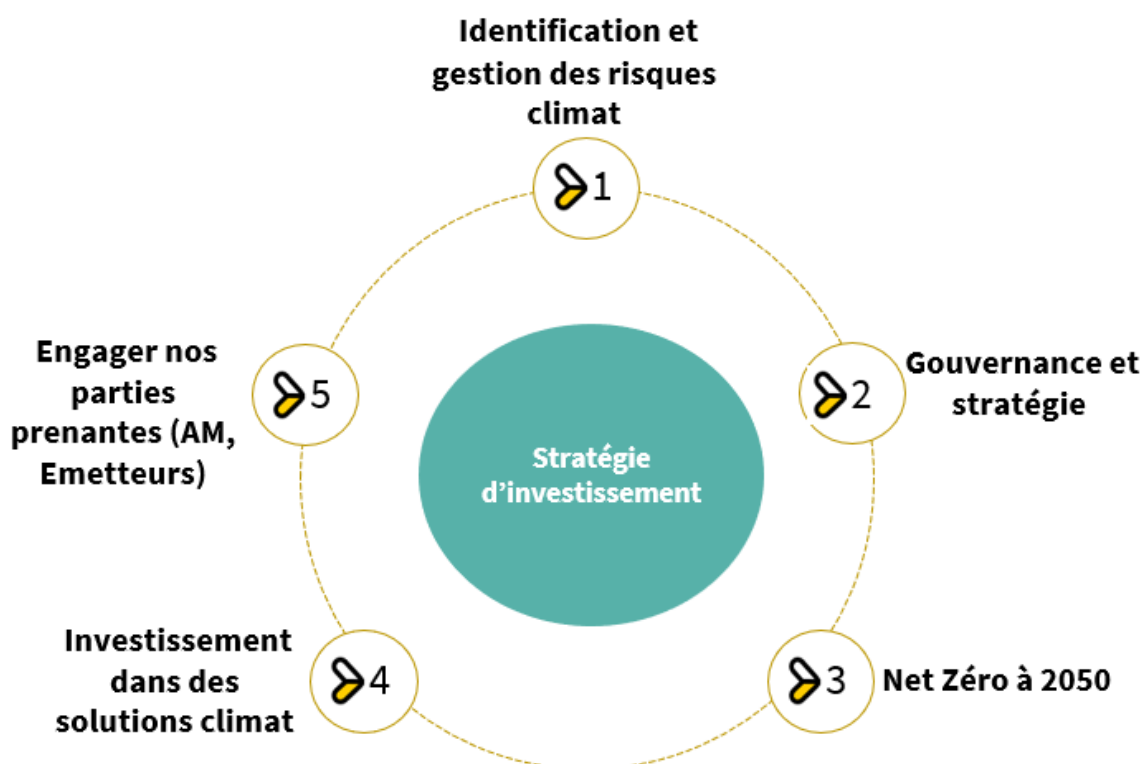 Identification et
gestion des risques
climat
1
Gouvernance et
stratégie
2
Net Zéro à 2050
3
Investissement
dans des
solutions climat
4
Engager nos
parties
prenantes (AM,
Emetteurs)
5
Stratégie
d'investissement